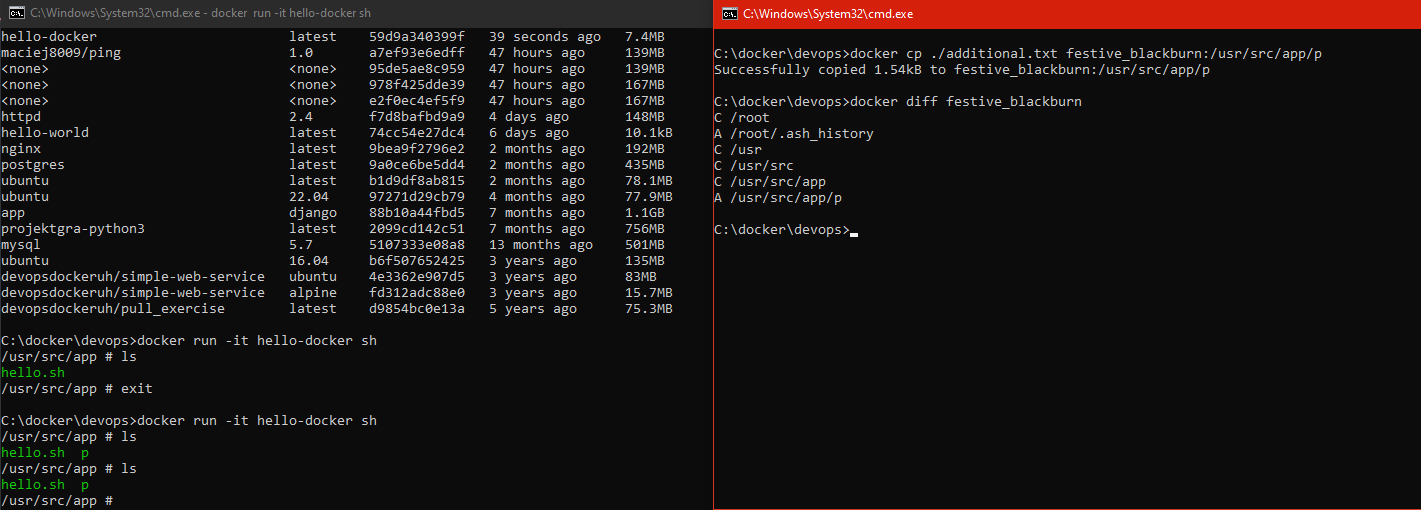 C:\Windows\System32\cmd.exe - docker run -it hello-docker sh
hello-docker latest 59d9a340399f 39 seconds ago 7.4MB
maciej8009/ping 1.0 a7ef93e6edff 47 hours ago 139MB
<none> <none> 95de5ae8c959 47 hours ago 139MB
<none> <none> 978f425dde39 47 hours ago 167MB
<none> <none> e2f0ec4ef5f9 47 hours ago 167MB
httpd 2.4 f7d8bafbd9a9 4 days ago 148MB
hello-world latest 74cc54e27dc4 6 days ago 10.1kB
nginx latest 9bea9f2796e2 2 months ago 192MB
postgres latest 9a0ce6be5dd4 2 months ago 435MB
ubuntu latest b1d9df8ab815 2 months ago 78.1MB
ubuntu 22.04 97271d29cb79 4 months ago 77.9MB
app django 88b10a44fbd5 7 months ago 1.1GB
projektgra-python3 latest 2099cd142c51 7 months ago 756MB
mysql 5.7 5107333e08a8 13 months ago 501MB
ubuntu 16.04 b6f507652425 3 years ago 135MB
devopsdockeruh/simple-web-service ubuntu 4e3362e907d5 3 years ago 83MB
devopsdockeruh/simple-web-service alpine fd312adc88e0 3 years ago 15.7MB
devopsdockeruh/pull_exercise latest d9854bc0e13a 5 years ago 75.3MB
C:\docker\devops>docker run -it hello-docker sh
/usr/src/app # ls
hello.sh
/usr/src/app # exit
C:\docker\devops>docker run -it hello-docker sh
/usr/src/app # ls
hello.sh p
/usr/src/app # ls
hello.sh p
/usr/src/app #
C:\Windows\System32\cmd.exe
C:\docker\devops>docker cp ./additional.txt festive_blackburn:/usr/src/app/p
Successfully copied 1.54kB to festive_blackburn:/usr/src/app/p
C:\docker\devops>docker diff festive_blackburn
C /root
A /root/.ash_history
C /usr
C /usr/src
C /usr/src/app
A /usr/src/app/p
C:\docker\devops>